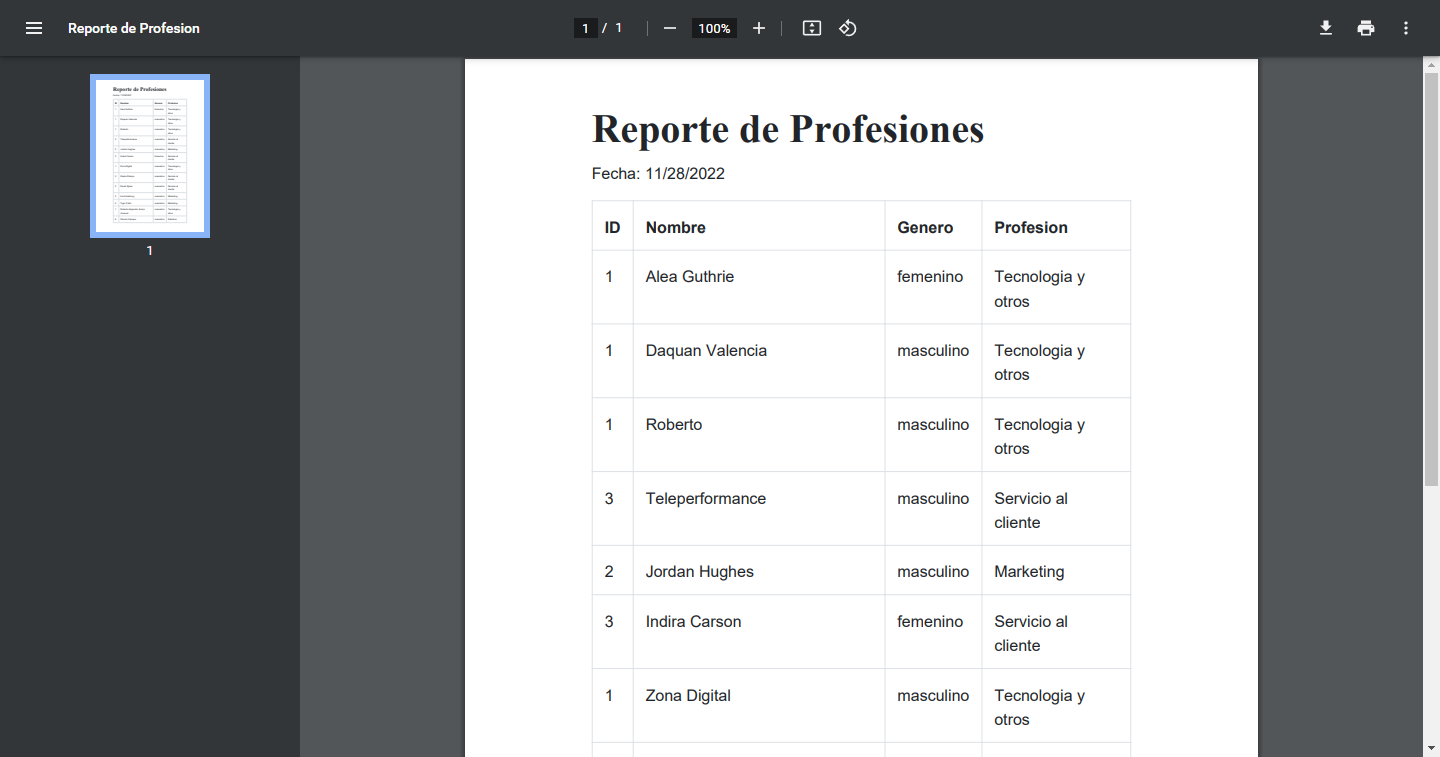 Reporte de Profesion
1 / 1
100%
1
Reporte de Profesiones
Fecha: 11/28/2022
ID Nombre Genero Profesion
1 Alea Guthrie femenino Tecnologia y
otros
1 Daquan Valencia masculino Tecnologia y
otros
1 Roberto masculino Tecnologia y
otros
3 Teleperformance masculino Servicio al
cliente
2 Jordan Hughes masculino Marketing
3 Indira Carson femenino Servicio al
cliente
1 Zona Digital masculino Tecnologia y
otros